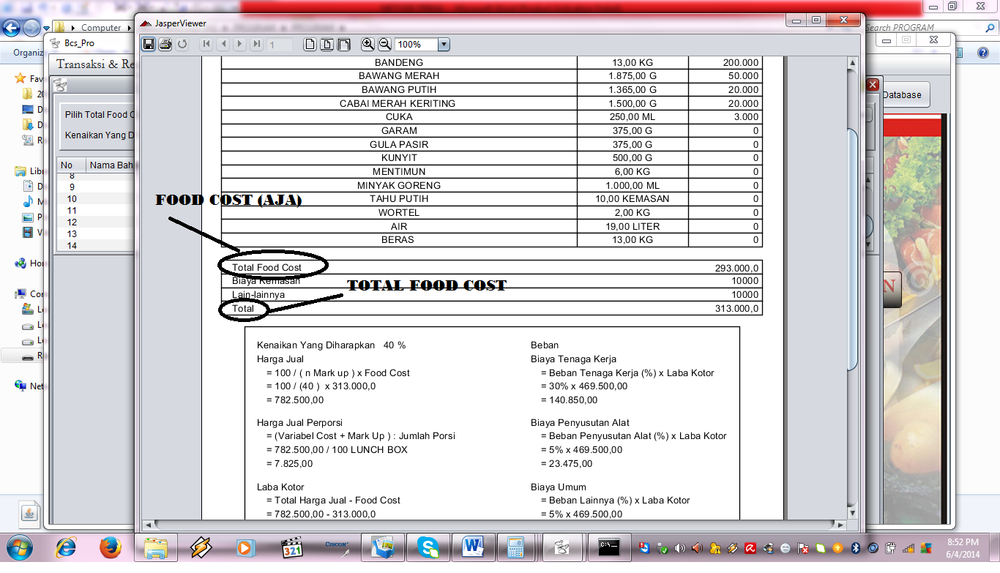 JasperViewer
Computer
Search PROGRAM
Bcs_Pro
Organiz
1
100%
Transaksi & Re
Database
Pilih Total Food C
Kenaikan Yang D
No Nama Bah
8
9
10
11
12
13
14
BANDENG 13,00 KG 200.000
BAWANG MERAH 1.875,00 G 50.000
BAWANG PUTIH 1.365,00 G 20.000
CABAI MERAH KERITING 1.500,00 G 20.000
CUKA 250,00 ML 3.000
GARAM 375,00 G 0
GULA PASIR 375,00 G 0
KUNYIT 500,00 G 0
MENTIMUN 6,00 KG 0
MINYAK GORENG 1.000,00 ML 0
TAHU PUTIH 10,00 KEMASAN 0
WORTEL 2,00 KG 0
AIR 19,00 LITER 0
BERAS 13,00 KG 0
FOOD COST (AJA)
Total Food Cost 293.000,0
Biaya Kemasan 10000
TOTAL FOOD COST
Lain-lainnya 10000
Total 313.000,0
Kenaikan Yang Diharapkan 40 %
Harga Jual
= 100 / ( n Mark up ) x Food Cost
= 100 / (40 ) x 313.000,0
= 782.500,00
Harga Jual Perporsi
= (Variabel Cost + Mark Up ) : Jumlah Porsi
= 782.500,00 / 100 LUNCH BOX
= 7.825,00
Laba Kotor
= Total Harga Jual - Food Cost
= 782.500,00 - 313.000,0
Beban
Biaya Tenaga Kerja
= Beban Tenaga Kerja (%) x Laba Kotor
= 30% x 469.500,00
= 140.850,00
Biaya Penyusutan Alat
= Beban Penyusutan Alat (%) x Laba Kotor
= 5% x 469.500,00
= 23.475,00
Biaya Umum
= Beban Lainnya (%) x Laba Kotor
= 5% x 469.500,00
Fav
20
D
D
R
Libr
D
M
P
V
Hom
Con
L
L
L
R
Net
N
321
8:52 PM
6/4/2014